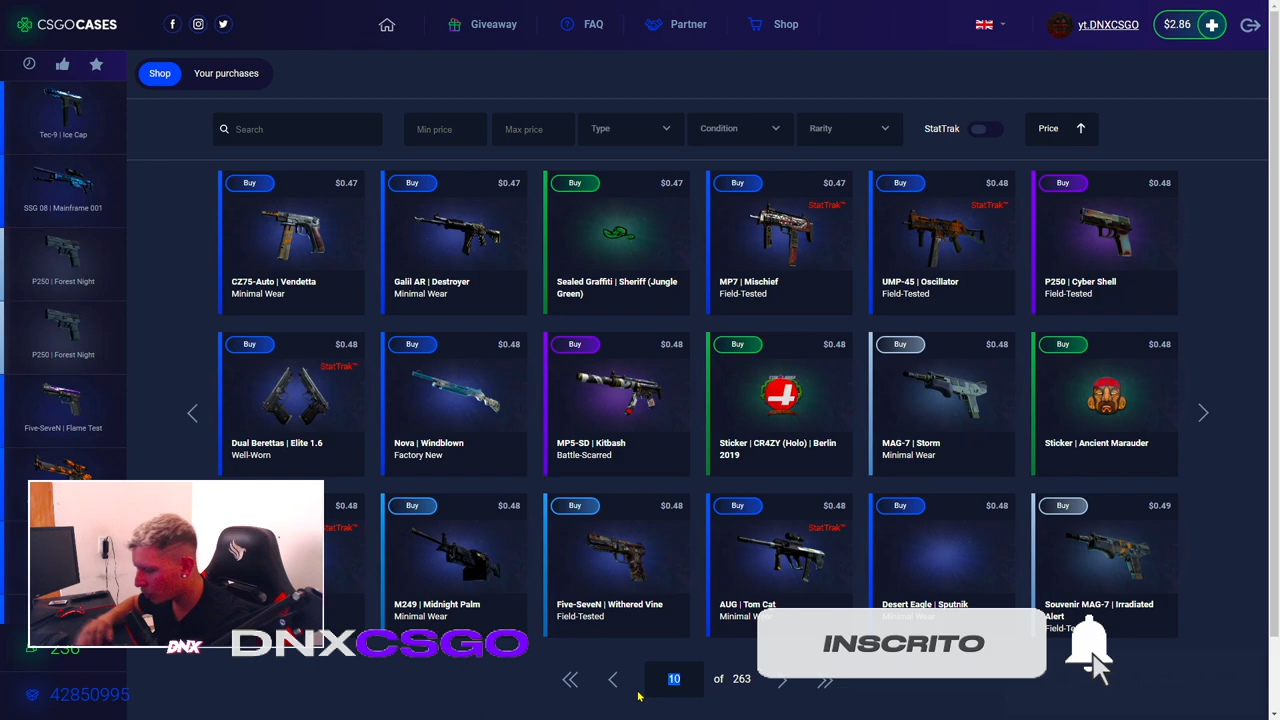 CSGOCASES
Giveaway
FAQ
Partner
Shop
yt.DNXCSGO
$2.86
Shop
Your purchases
Search
Min price
Max price
Type
Condition
Rarity
StatTrak
Price
Tec-9 | Ice Cap
SSG 08 | Mainframe 001
P250 | Forest Night
P250 | Forest Night
Five-SeveN | Flame Test
Buy
$0.47
CZ75-Auto | Vendetta
Minimal Wear
Buy
$0.47
Galil AR | Destroyer
Minimal Wear
Buy
$0.47
Sealed Graffiti | Sheriff (Jungle
Green)
Buy
$0.47
StatTrak™
MP7 | Mischief
Field-Tested
Buy
$0.48
StatTrak™
UMP-45 | Oscillator
Field-Tested
Buy
$0.48
P250 | Cyber Shell
Field-Tested
Buy
$0.48
StatTrak™
Dual Berettas | Elite 1.6
Well-Worn
Buy
$0.48
Nova | Windblown
Factory New
Buy
$0.48
MP5-SD | Kitbash
Battle-Scarred
Buy
$0.48
Sticker | CR4ZY (Holo) | Berlin
2019
Buy
$0.48
MAG-7 | Storm
Minimal Wear
Buy
$0.48
Sticker | Ancient Marauder
$0.48
Buy
$0.48
M249 | Midnight Palm
Buy
$0.48
Five-SeveN | Withered Vine
Field-Tested
Buy
$0.48
StatTrak™
AUG | Tom Cat
Buy
$0.48
Desert Eagle | Sputnik
Buy
$0.49
Souvenir MAG-7 | Irradiated
Alert
DNX
DNXCSGO
INSCRITO
236
10
of 263
42850995